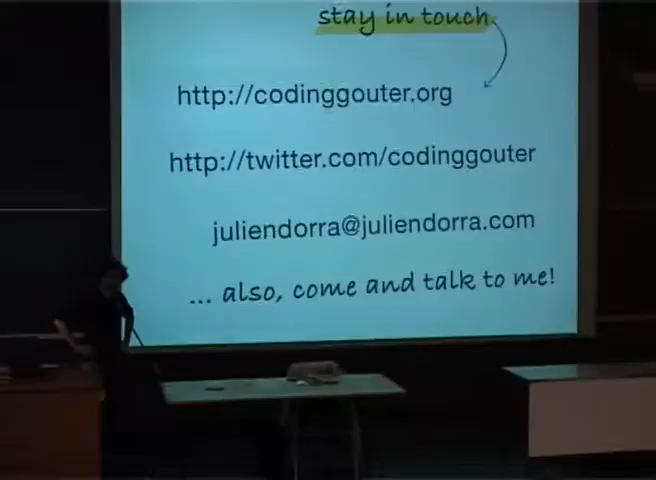 stay in touch
http://codinggouter.org
http://twitter.com/codinggouter
juliendorra@juliendorra.com
... also, come and talk to me!